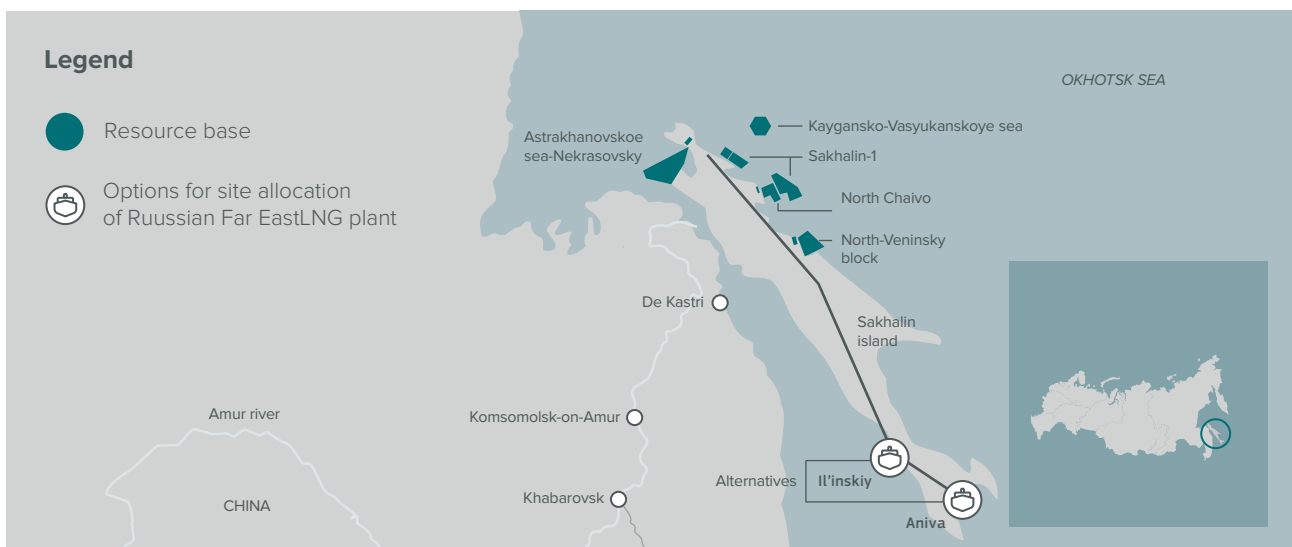 Legend
Resource base
Options for site allocation
of Ruussian Far EastLNG plant
OKHOTSK SEA
Astrakhanovskoe
sea-Nekrasovsky
Kaygansko-Vasyukanskoye sea
Sakhalin-1
North Chaivo
North-Veninsky
block
De Kastri
Sakhalin
island
Amur river
Komsomolsk-on-Amur
Alternatives
Il'inskiy
Khabarovsk
CHINA
Aniva